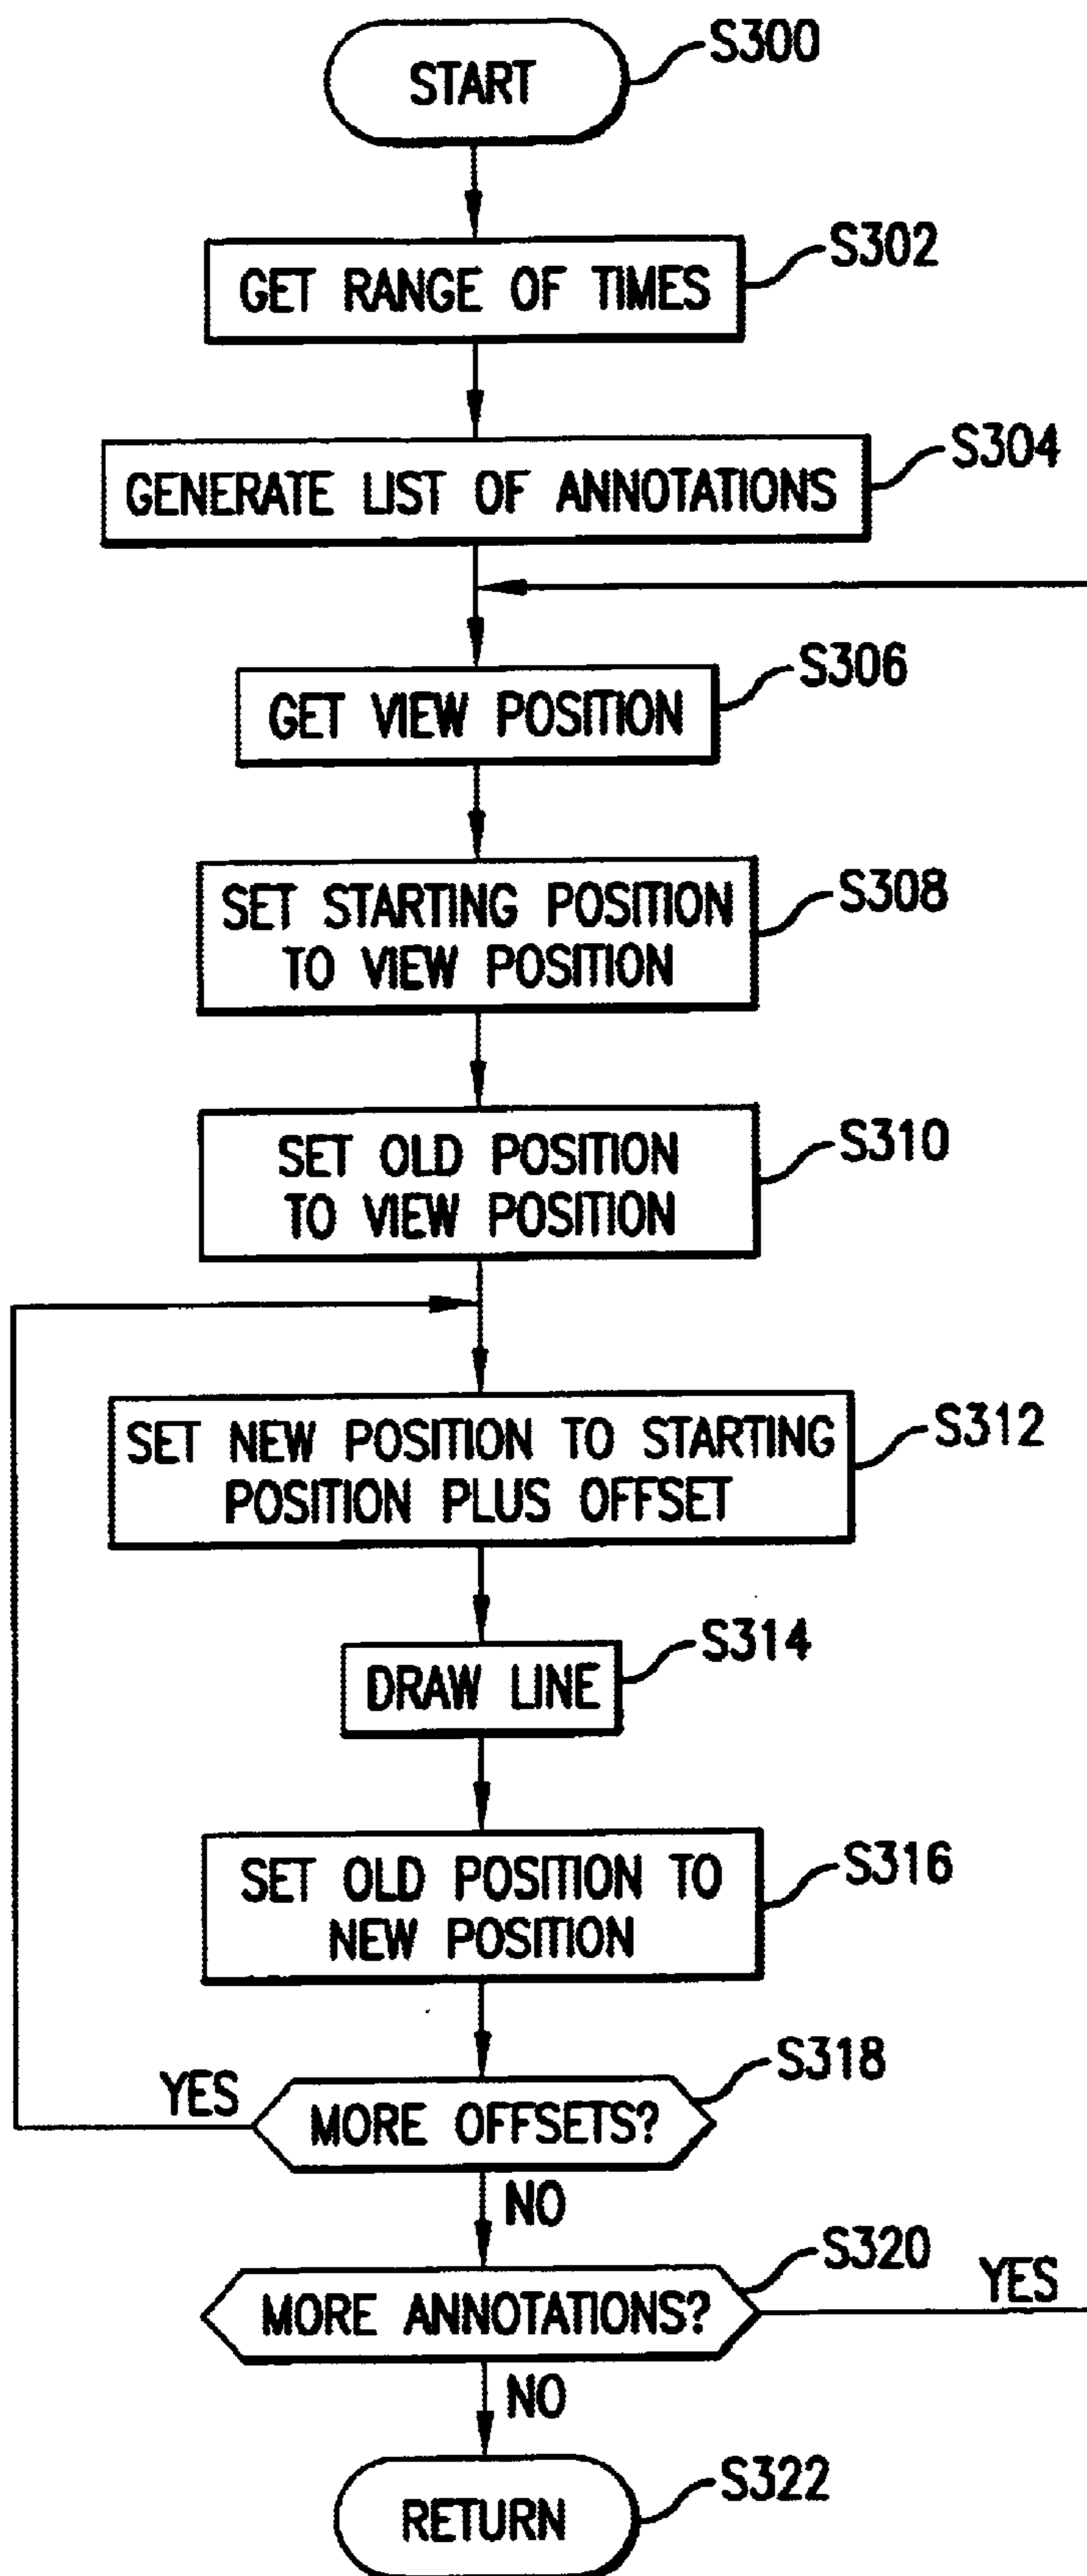 START
S300
GET RANGE OF TIMES
S302
GENERATE LIST OF ANNOTATIONS
S304
GET VIEW POSITION
S306
SET STARTING POSITION
TO VIEW POSITION
S308
SET OLD POSITION
TO VIEW POSITION
S310
SET NEW POSITION TO STARTING
POSITION PLUS OFFSET
S312
DRAW LINE
S314
SET OLD POSITION TO
NEW POSITION
S316
MORE OFFSETS?
S318
YES
NO
MORE ANNOTATIONS?
S320
YES
NO
RETURN
S322